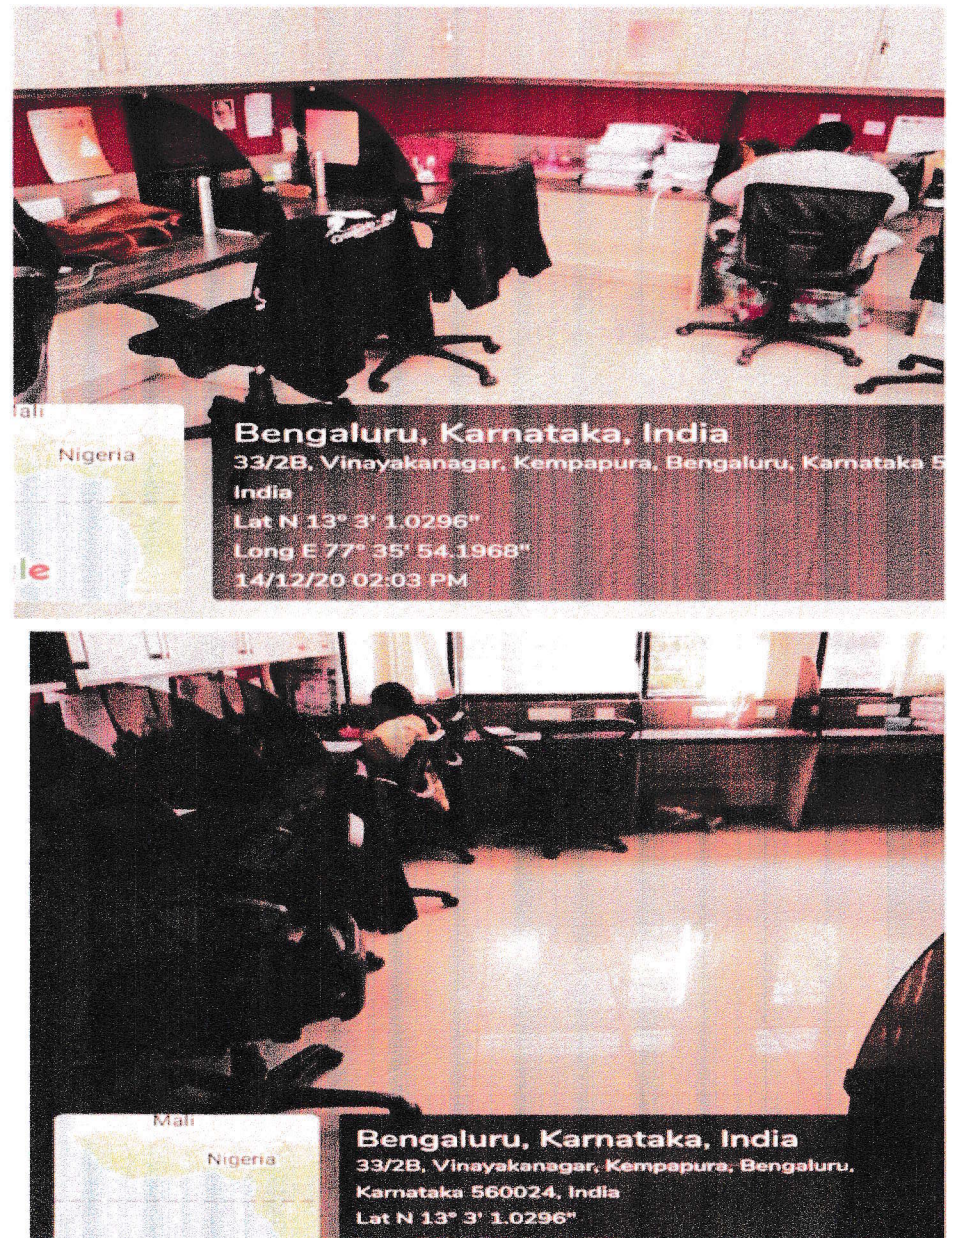 Mali
Nigeria
le
Bengaluru, Karnataka, India
33/2B, Vinayakanagar, Kempapura, Bengaluru, Karnataka 5
India
Lat N 13° 3' 1.0296"
Long E 77° 35' 54.1968"
14/12/20 02:03 PM
Mali
Nigeria
Bengaluru, Karnataka, India
33/2B, Vinayakanagar, Kempapura, Bengaluru,
Karnataka 560024, India
Lat N 13° 3' 1.0296"